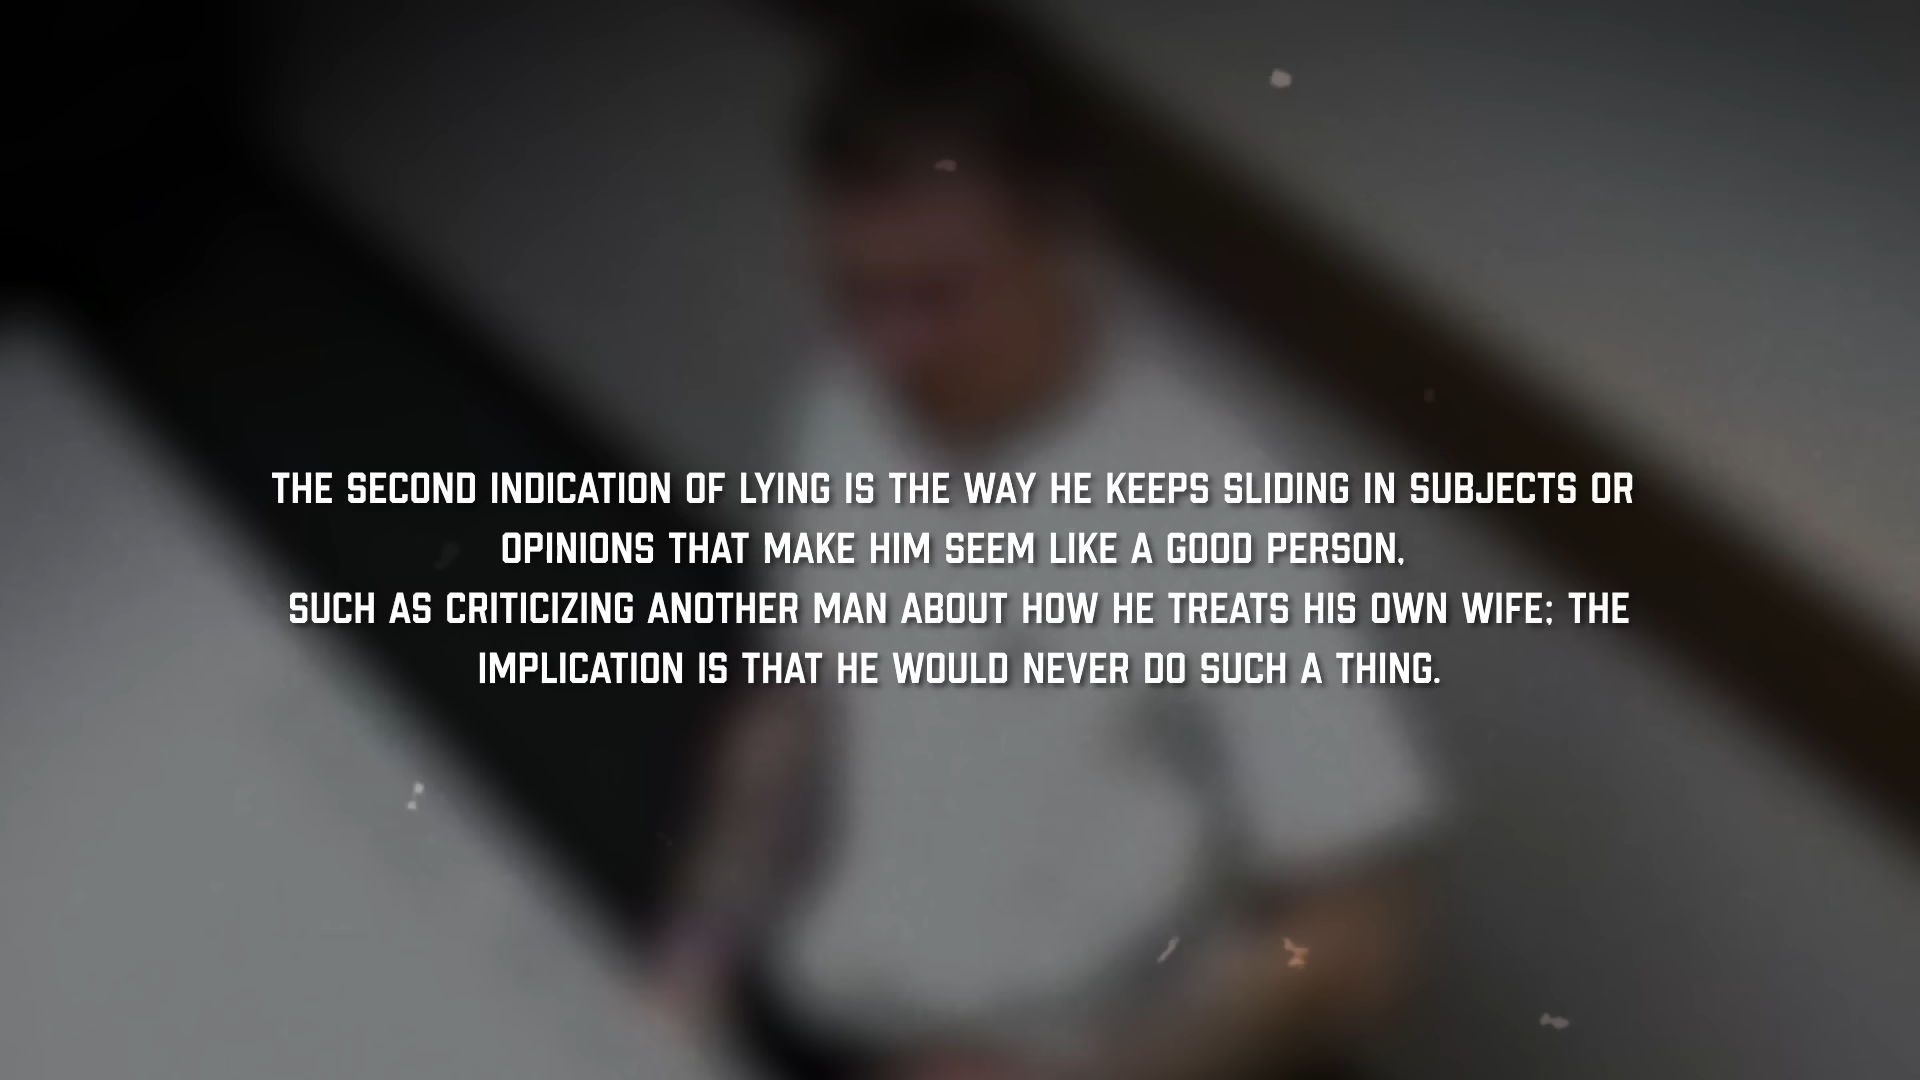 THE SECOND INDICATION OF LYING IS THE WAY HE KEEPS SLIDING IN SUBJECTS OR
OPINIONS THAT MAKE HIM SEEM LIKE A GOOD PERSON,
SUCH AS CRITICIZING ANOTHER MAN ABOUT HOW HE TREATS HIS OWN WIFE; THE
IMPLICATION IS THAT HE WOULD NEVER DO SUCH A THING.